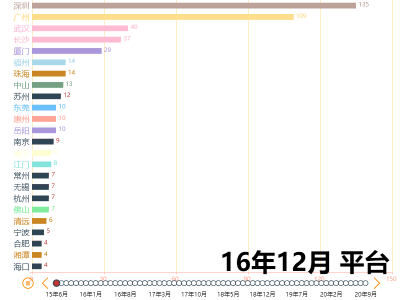 深圳 135
广州 109
武汉 40
长沙 37
厦门 29
福州 14
珠海 14
中山 13
苏州 12
东莞 10
惠州 10
岳阳 10
南京 9
江门 8
常州 7
无锡 7
杭州 7
佛山 7
清远 6
宁波 5
合肥 4
湘潭 4
海口 4
16年12月 平台
150
15年6月 16年1月 16年8月 17年3月 17年10月 18年5月 18年12月 19年7月 20年2月 20年9月